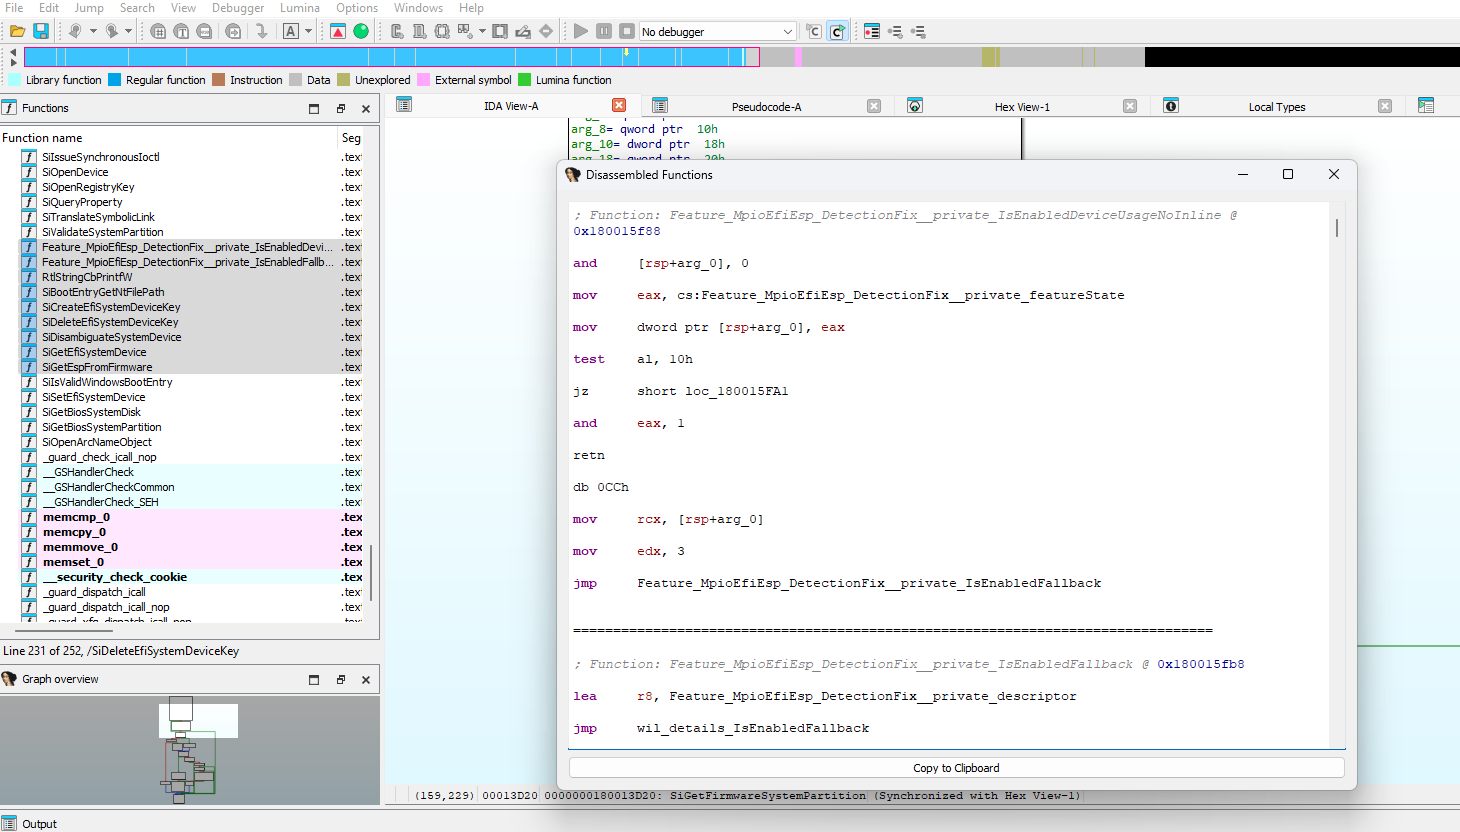 File Edit Jump Search View Debugger Lumina Options Windows Help
No debugger
Library function Regular function Instruction Data Unexplored External symbol Lumina function
Functions
Function name Seg
SiIssueSynchronousIoctl .tex
SiOpenDevice .tex
SiOpenRegistryKey .tex
SiQueryProperty .tex
SiTranslateSymbolicLink .tex
SiValidateSystemPartition .tex
Feature_MpioEfiEsp_DetectionFix__private_IsEnabledDevi... .tex
Feature_MpioEfiEsp_DetectionFix__private_IsEnabledFallb... .tex
RtlStringCbPrintfW .tex
SiBootEntryGetNtFilePath .tex
SiCreateEfiSystemDeviceKey .tex
SiDeleteEfiSystemDeviceKey .tex
SiDisambiguateSystemDevice .tex
SiGetEfiSystemDevice .tex
SiGetEspFromFirmware .tex
SiIsValidWindowsBootEntry .tex
SiSetEfiSystemDevice .tex
SiGetBiosSystemDisk .tex
SiGetBiosSystemPartition .tex
SiOpenArcNameObject .tex
_guard_check_icall_nop .tex
__GSHandlerCheck .tex
__GSHandlerCheckCommon .tex
__GSHandlerCheck_SEH .tex
memcmp_0 .tex
memcpy_0 .tex
memmove_0 .tex
memset_0 .tex
__security_check_cookie .tex
_guard_dispatch_icall .tex
_guard_dispatch_icall_nop .tex
_guard_xfg_dispatch_icall_nop .tex
Line 231 of 252, /SiDeleteEfiSystemDeviceKey
Graph overview
IDA View-A Pseudocode-A Hex View-1 Local Types
arg_8= qword ptr  10h
arg_10= dword ptr  18h
arg_18= qword ptr  20h
Disassembled Functions
; Function: Feature_MpioEfiEsp_DetectionFix__private_IsEnabledDeviceUsageNoInline @
0x180015f88
and     [rsp+arg_0], 0
mov     eax, cs:Feature_MpioEfiEsp_DetectionFix__private_featureState
mov     dword ptr [rsp+arg_0], eax
test    al, 10h
jz      short loc_180015FA1
and     eax, 1
retn
db 0CCh
mov     rcx, [rsp+arg_0]
mov     edx, 3
jmp     Feature_MpioEfiEsp_DetectionFix__private_IsEnabledFallback
================================================================================
; Function: Feature_MpioEfiEsp_DetectionFix__private_IsEnabledFallback @ 0x180015fb8
lea     r8, Feature_MpioEfiEsp_DetectionFix__private_descriptor
jmp     wil_details_IsEnabledFallback
Copy to Clipboard
(159,229) 00013D20 0000000180013D20: SiGetFirmwareSystemPartition (Synchronized with Hex View-1)
Output